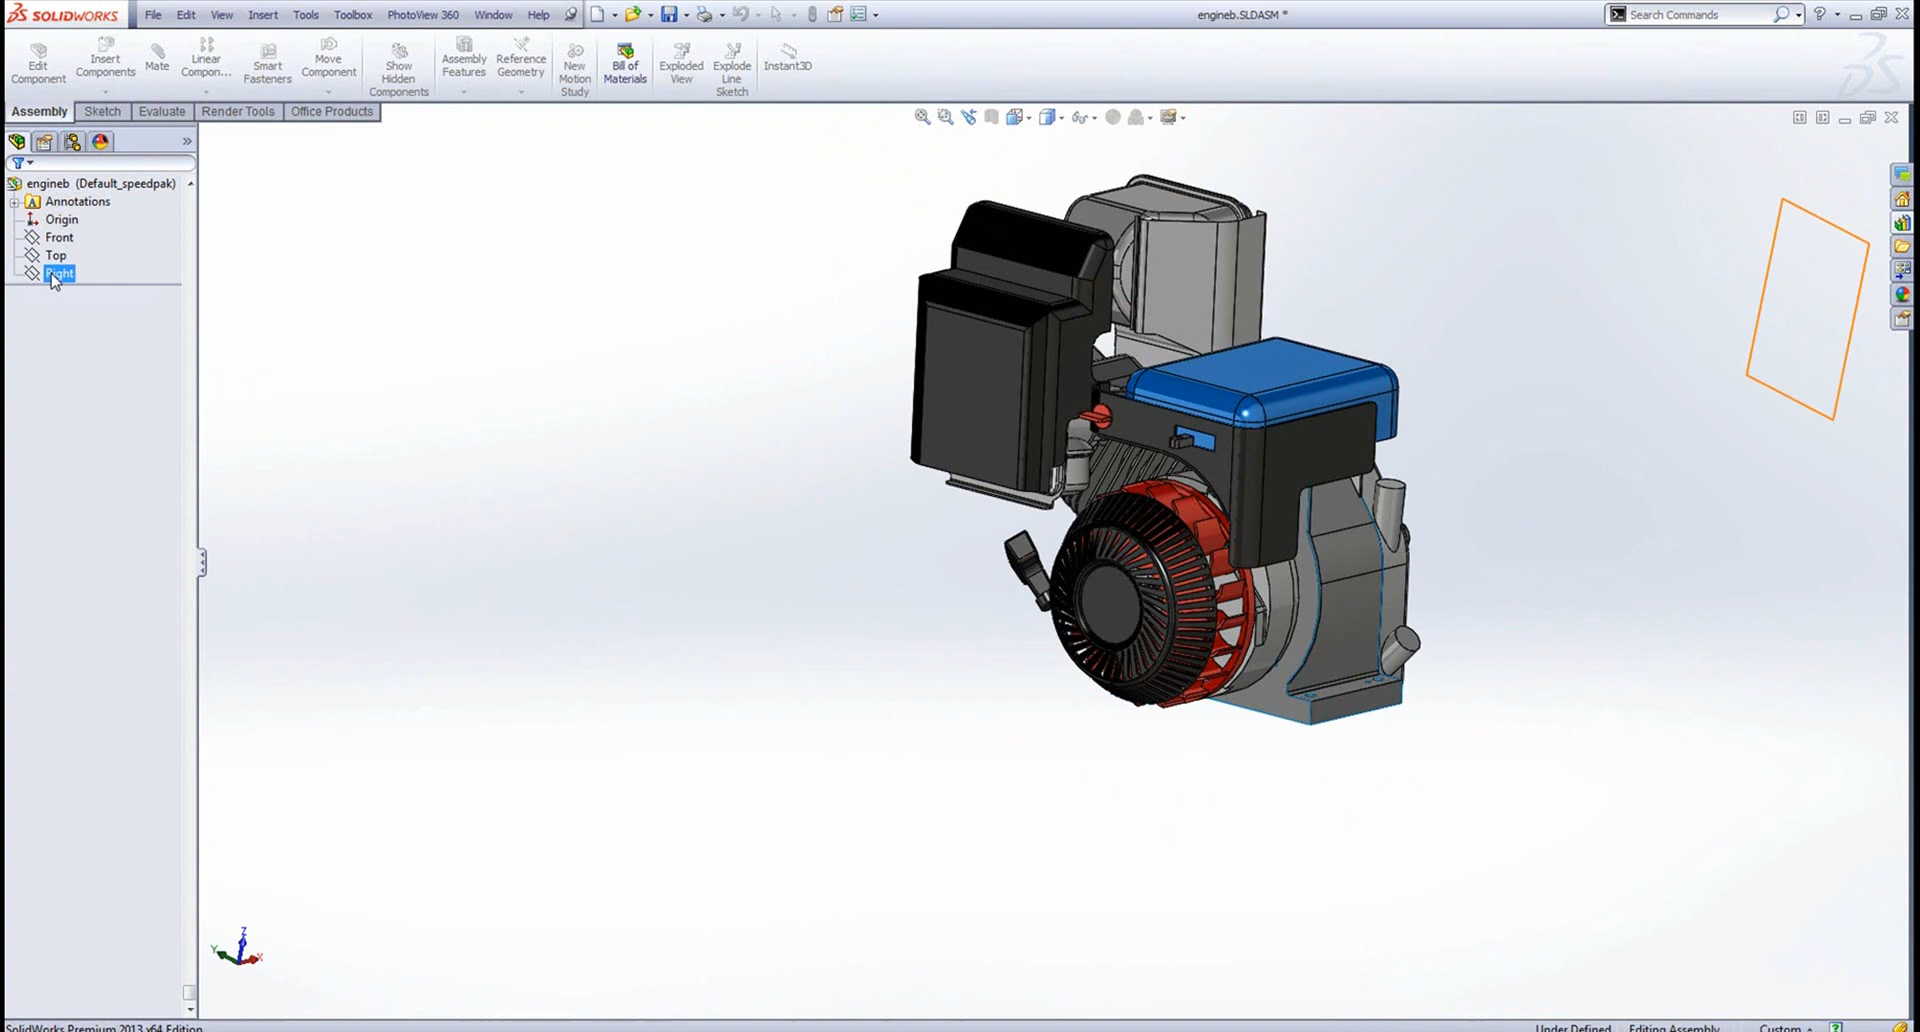 SOLIDWORKS File Edit View Insert Tools Toolbox PhotoView 360 Window Help engineb.SLDASM * Search Commands ?
Edit Component
Insert Components
Mate
Linear Compon...
Smart Fasteners
Move Component
Show Hidden Components
Assembly Features
Reference Geometry
New Motion Study
Bill of Materials
Exploded View
Explode Line Sketch
Instant3D
Assembly Sketch Evaluate Render Tools Office Products
engineb (Default_speedpak)
A Annotations
Origin
Front
Top
Right
Z
Y
X
SolidWorks Premium 2013 x64 Edition Under Defined Editing Assembly Custom ?